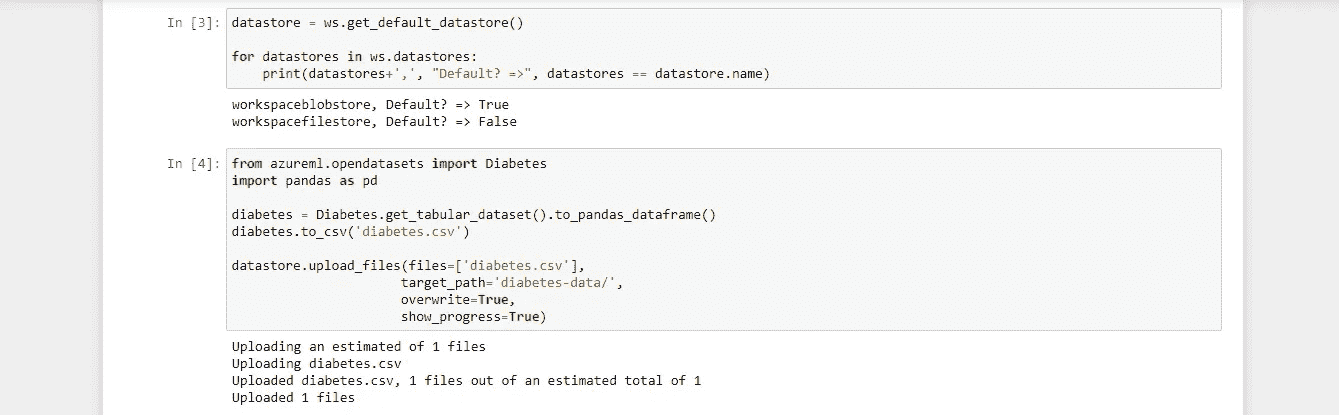 In [3]: datastore = ws.get_default_datastore()
for datastores in ws.datastores:
    print(datastores+',', "Default? =>", datastores == datastore.name)
workspaceblobstore, Default? => True
workspacefilestore, Default? => False
In [4]: from azureml.opendatasets import Diabetes
import pandas as pd
diabetes = Diabetes.get_tabular_dataset().to_pandas_dataframe()
diabetes.to_csv('diabetes.csv')
datastore.upload_files(files=['diabetes.csv'],
                      target_path='diabetes-data/',
                      overwrite=True,
                      show_progress=True)
Uploading an estimated of 1 files
Uploading diabetes.csv
Uploaded diabetes.csv, 1 files out of an estimated total of 1
Uploaded 1 files